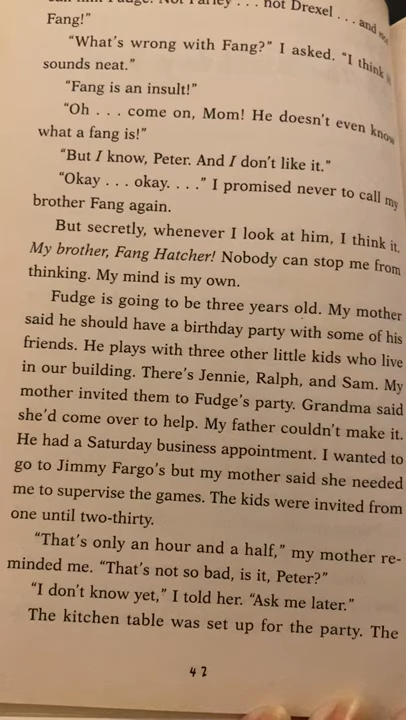 not Drexel . . . and not
Fang!"
"What's wrong with Fang?" I asked. "I think it
sounds neat."
"Fang is an insult!"
"Oh . . . come on, Mom! He doesn't even know
what a fang is!"
"But I know, Peter. And I don't like it."
"Okay . . . okay. . . ." I promised never to call my
brother Fang again.
But secretly, whenever I look at him, I think it.
My brother, Fang Hatcher! Nobody can stop me from
thinking. My mind is my own.
Fudge is going to be three years old. My mother
said he should have a birthday party with some of his
friends. He plays with three other little kids who live
in our building. There's Jennie, Ralph, and Sam. My
mother invited them to Fudge's party. Grandma said
she'd come over to help. My father couldn't make it.
He had a Saturday business appointment. I wanted to
go to Jimmy Fargo's but my mother said she needed
me to supervise the games. The kids were invited from
one until two-thirty.
"That's only an hour and a half," my mother re-
minded me. "That's not so bad, is it, Peter?"
"I don't know yet," I told her. "Ask me later."
The kitchen table was set up for the party. The
42